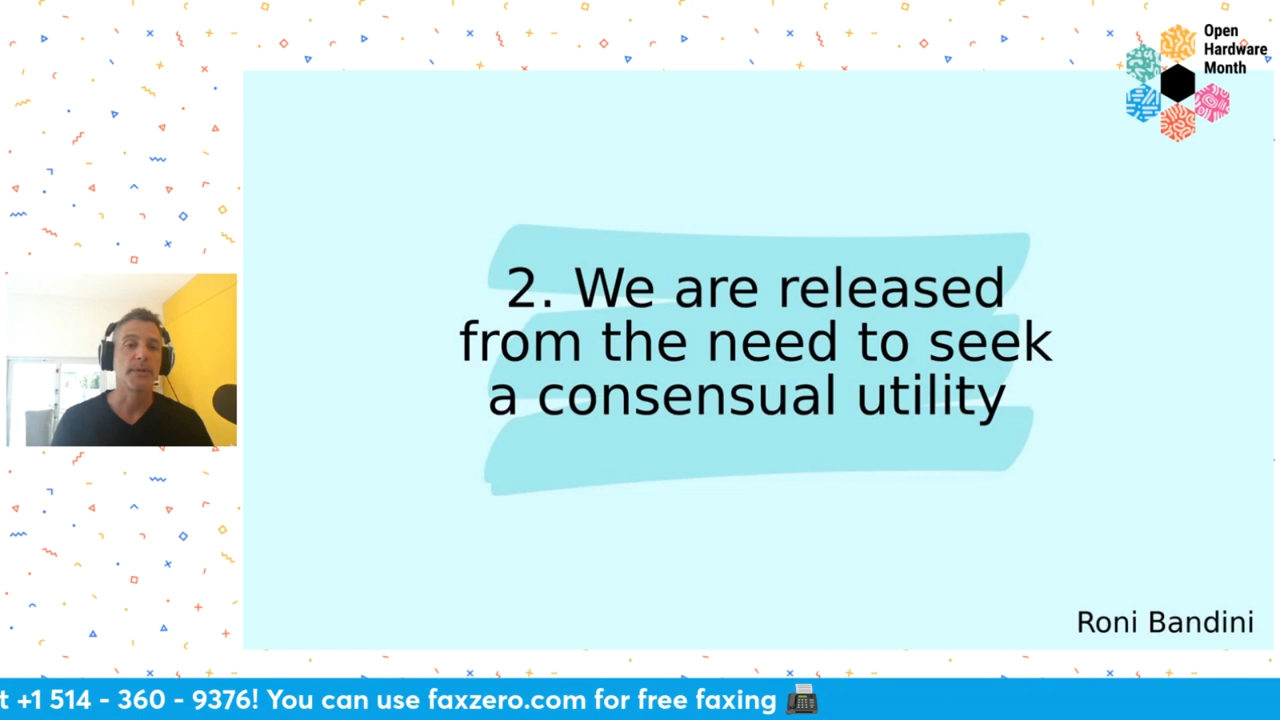 Open
Hardware
Month
2. We are released
from the need to seek
a consensual utility
Roni Bandini
t +1 514 - 360 - 9376! You can use faxzero.com for free faxing